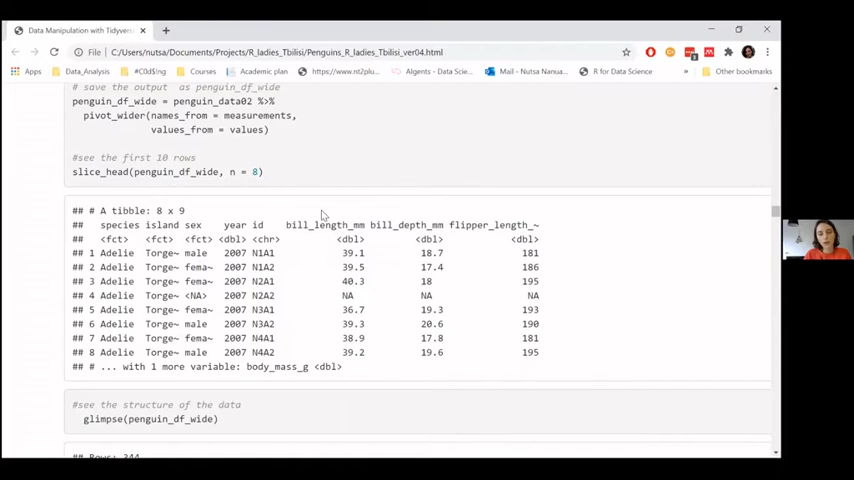 Data Manipulation with Tidyvers
File
C:/Users/nutsa/Documents/Projects/R_ladies_Tbilisi/Penguins_R_ladies_Tbilisi_ver04.html
Apps Data_Analysis #C0d$ng Courses Academic plan https://www.nt2plu... Algents - Data Scie... Mail - Nutsa Nanua... R for Data Science Other bookmarks
# save the output  as penguin_df_wide
penguin_df_wide = penguin_data02 %>%
pivot_wider(names_from = measurements,
values_from = values)
#see the first 10 rows
slice_head(penguin_df_wide, n = 8)
## # A tibble: 8 x 9
##   species island sex   year id    bill_length_mm bill_depth_mm flipper_length_~
##   <fct>   <fct>  <fct> <dbl> <chr>          <dbl>         <dbl>            <dbl>
## 1 Adelie  Torge~ male  2007 N1A1            39.1          18.7              181
## 2 Adelie  Torge~ fema~ 2007 N1A2            39.5          17.4              186
## 3 Adelie  Torge~ fema~ 2007 N2A1            40.3          18                195
## 4 Adelie  Torge~ <NA>  2007 N2A2            NA            NA                 NA
## 5 Adelie  Torge~ fema~ 2007 N3A1            36.7          19.3              193
## 6 Adelie  Torge~ male  2007 N3A2            39.3          20.6              190
## 7 Adelie  Torge~ fema~ 2007 N4A1            38.9          17.8              181
## 8 Adelie  Torge~ male  2007 N4A2            39.2          19.6              195
## # ... with 1 more variable: body_mass_g <dbl>
#see the structure of the data
glimpse(penguin_df_wide)
## Rows: 344